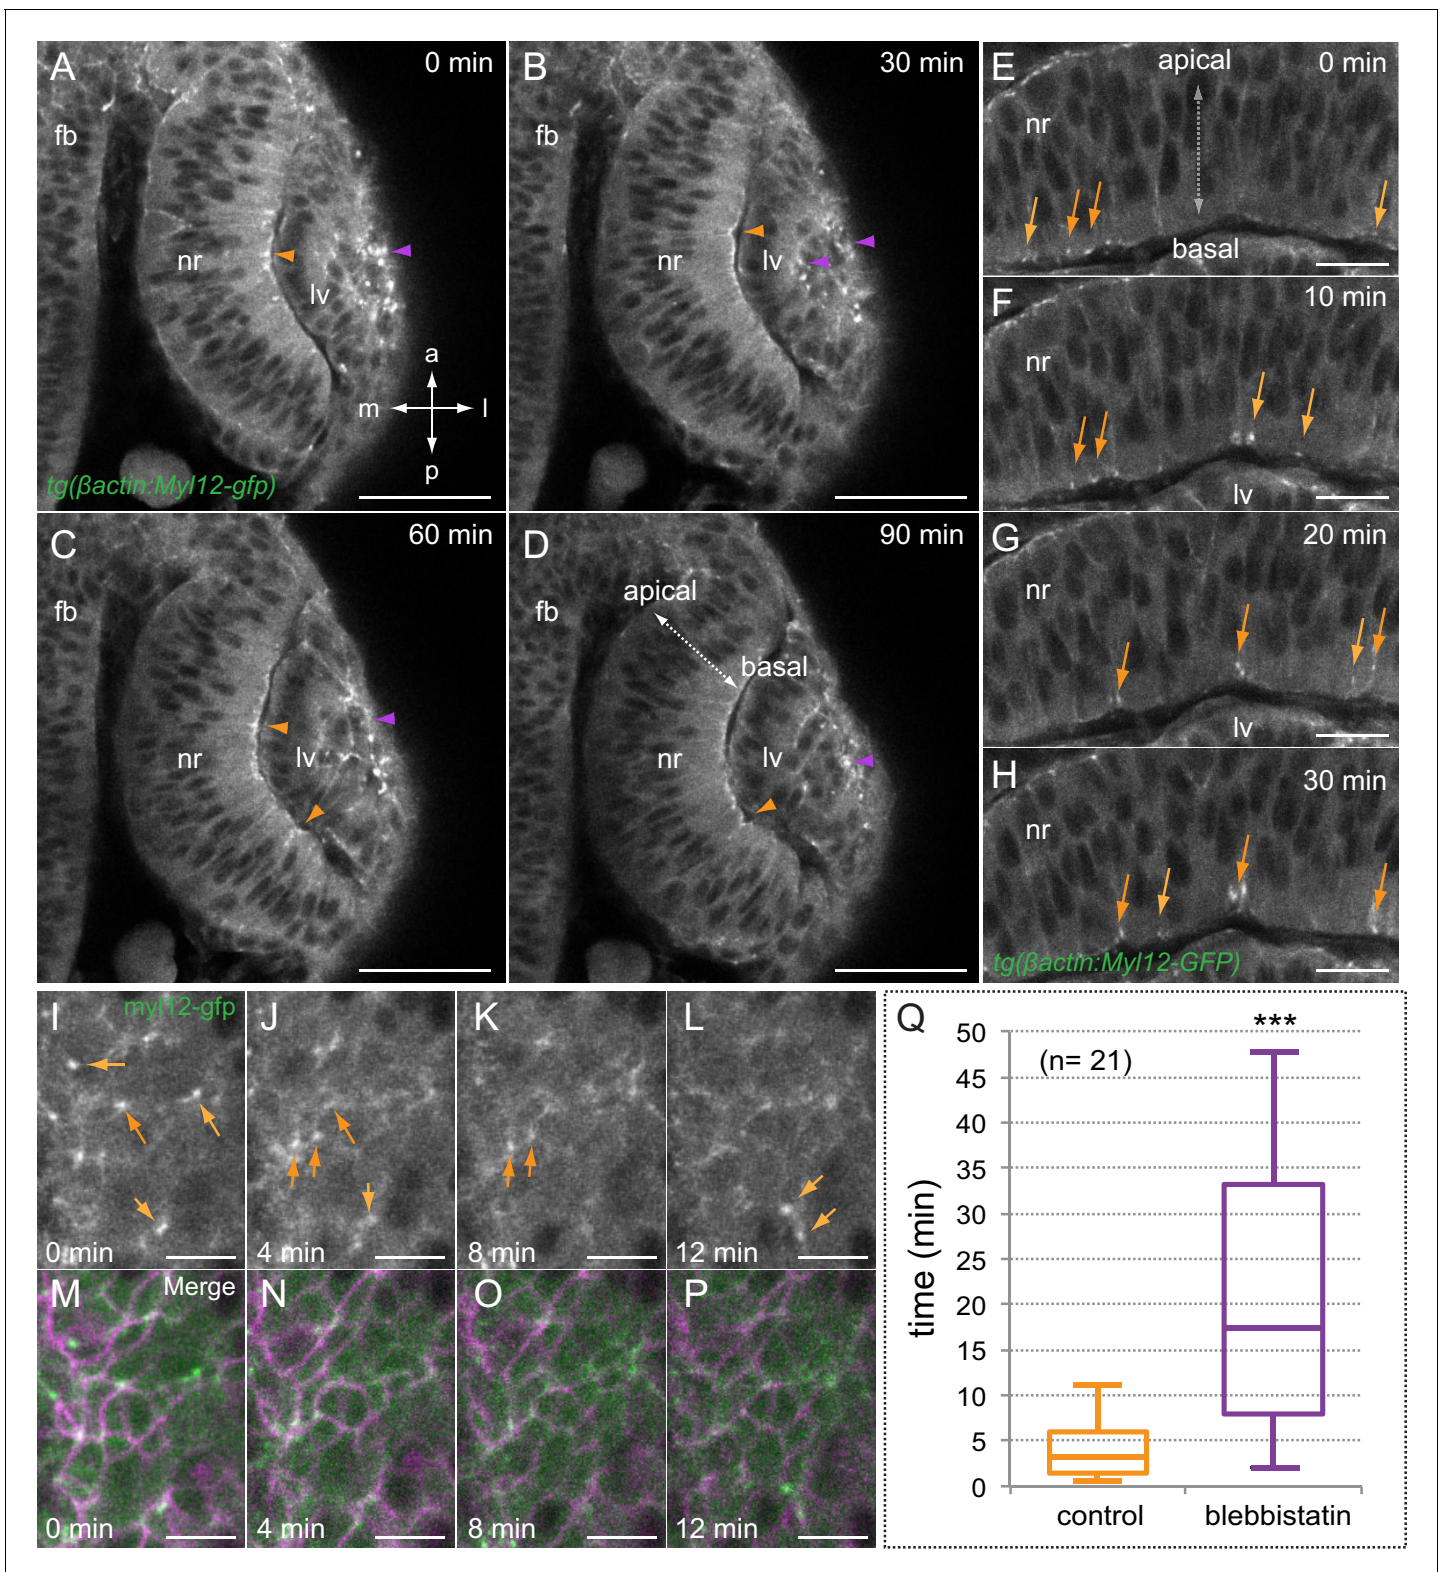 A
0 min
fb
nr
lv
a
m
l
p
tg(βactin:Myl12-gfp)
B
30 min
fb
nr
lv
C
60 min
fb
nr
lv
D
90 min
fb
apical
basal
nr
lv
E
0 min
apical
nr
basal
F
10 min
nr
lv
G
20 min
nr
lv
H
30 min
nr
tg(βactin:Myl12-GFP)
I
myl12-gfp
0 min
J
4 min
K
8 min
L
12 min
M
Merge
0 min
N
4 min
O
8 min
P
12 min
Q
***
(n= 21)
time (min)
50
45
40
35
30
25
20
15
10
5
0
control
blebbistatin